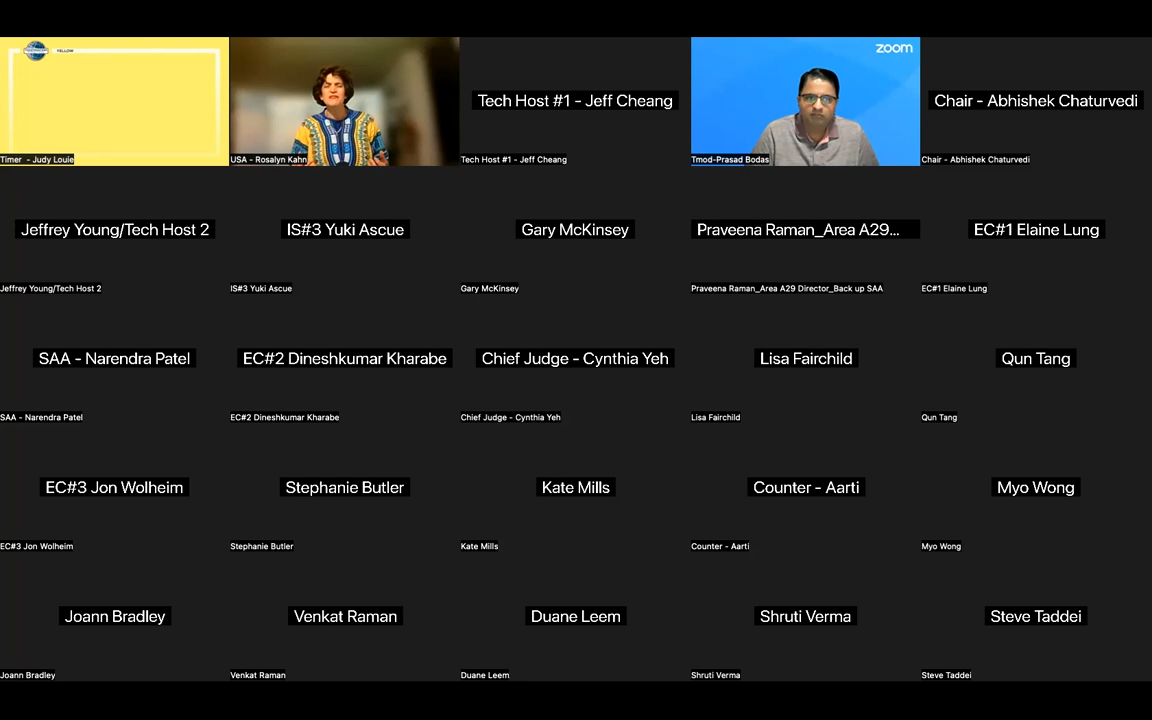 YELLOW
Timer - Judy Louie
USA - Rosalyn Kahn
Tech Host #1 - Jeff Cheang
Tech Host #1 - Jeff Cheang
zoom
Tmod-Prasad Bodas
Chair - Abhishek Chaturvedi
Chair - Abhishek Chaturvedi
Jeffrey Young/Tech Host 2
Jeffrey Young/Tech Host 2
IS#3 Yuki Ascue
IS#3 Yuki Ascue
Gary McKinsey
Gary McKinsey
Praveena Raman_Area A29...
Praveena Raman_Area A29 Director_Back up SAA
EC#1 Elaine Lung
EC#1 Elaine Lung
SAA - Narendra Patel
SAA - Narendra Patel
EC#2 Dineshkumar Kharabe
EC#2 Dineshkumar Kharabe
Chief Judge - Cynthia Yeh
Chief Judge - Cynthia Yeh
Lisa Fairchild
Lisa Fairchild
Qun Tang
Qun Tang
EC#3 Jon Wolheim
EC#3 Jon Wolheim
Stephanie Butler
Stephanie Butler
Kate Mills
Kate Mills
Counter - Aarti
Counter - Aarti
Myo Wong
Myo Wong
Joann Bradley
Joann Bradley
Venkat Raman
Venkat Raman
Duane Leem
Duane Leem
Shruti Verma
Shruti Verma
Steve Taddei
Steve Taddei